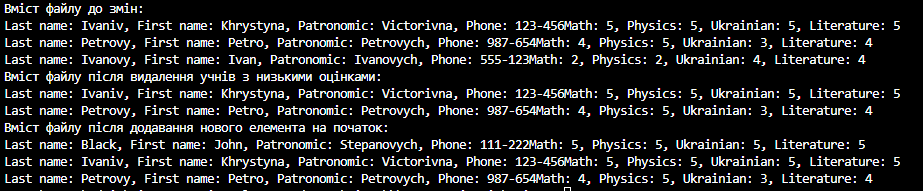 Вміст файлу до змін:
Last name: Ivaniv, First name: Khrystyna, Patronomic: Victorivna, Phone: 123-456Math: 5, Physics: 5, Ukrainian: 5, Literature: 5
Last name: Petrovy, First name: Petro, Patronomic: Petrovych, Phone: 987-654Math: 4, Physics: 5, Ukrainian: 3, Literature: 4
Last name: Ivanovy, First name: Ivan, Patronomic: Ivanovych, Phone: 555-123Math: 2, Physics: 2, Ukrainian: 4, Literature: 4
Вміст файлу після видалення учнів з низькими оцінками:
Last name: Ivaniv, First name: Khrystyna, Patronomic: Victorivna, Phone: 123-456Math: 5, Physics: 5, Ukrainian: 5, Literature: 5
Last name: Petrovy, First name: Petro, Patronomic: Petrovych, Phone: 987-654Math: 4, Physics: 5, Ukrainian: 3, Literature: 4
Вміст файлу після додавання нового елемента на початок:
Last name: Black, First name: John, Patronomic: Stepanovych, Phone: 111-222Math: 5, Physics: 5, Ukrainian: 5, Literature: 5
Last name: Ivaniv, First name: Khrystyna, Patronomic: Victorivna, Phone: 123-456Math: 5, Physics: 5, Ukrainian: 5, Literature: 5
Last name: Petrovy, First name: Petro, Patronomic: Petrovych, Phone: 987-654Math: 4, Physics: 5, Ukrainian: 3, Literature: 4